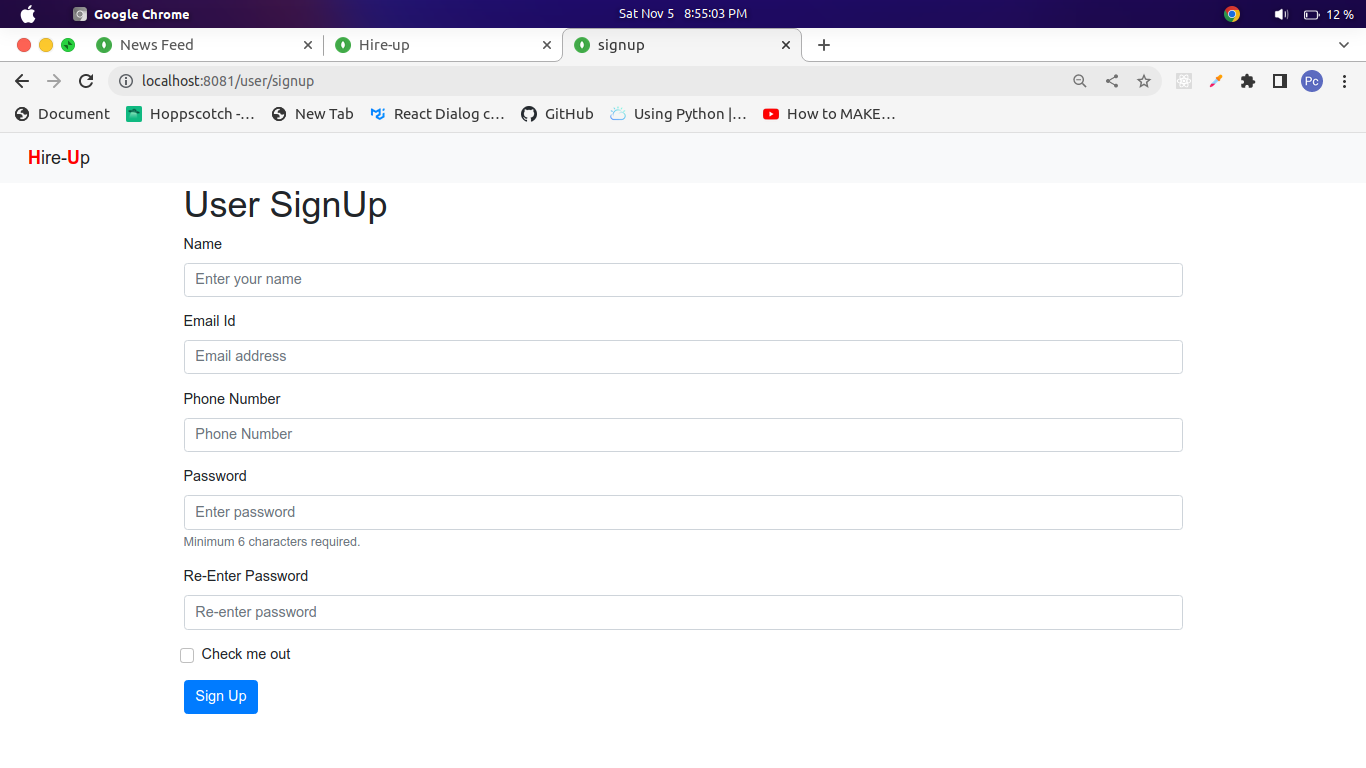 Google Chrome Sat Nov 5 8:55:03 PM 12 %
News Feed Hire-up signup
localhost:8081/user/signup Pc
Document Hoppscotch -... New Tab React Dialog c... GitHub Using Python |... How to MAKE...
Hire-Up
User SignUp
Name
Enter your name
Email Id
Email address
Phone Number
Phone Number
Password
Enter password
Minimum 6 characters required.
Re-Enter Password
Re-enter password
Check me out
Sign Up